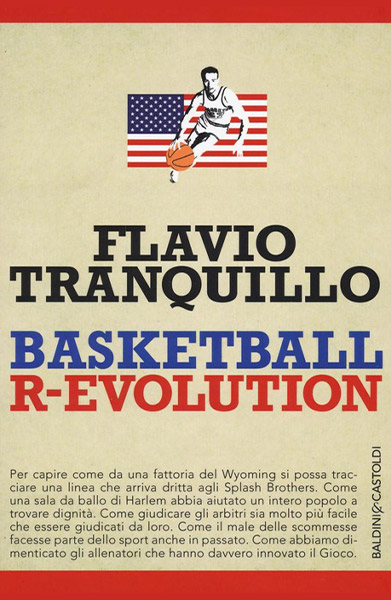 FLAVIO
TRANQUILLO
BASKETBALL
R-EVOLUTION
Per capire come da una fattoria del Wyoming si possa trac-
ciare una linea che arriva dritta agli Splash Brothers. Come
una sala da ballo di Harlem abbia aiutato un intero popolo a
trovare dignità. Come giudicare gli arbitri sia molto più facile
che essere giudicati da loro. Come il male delle scommesse
facesse parte dello sport anche in passato. Come abbiamo di-
menticato gli allenatori che hanno davvero innovato il Gioco.
BALDINI&CASTOLDI